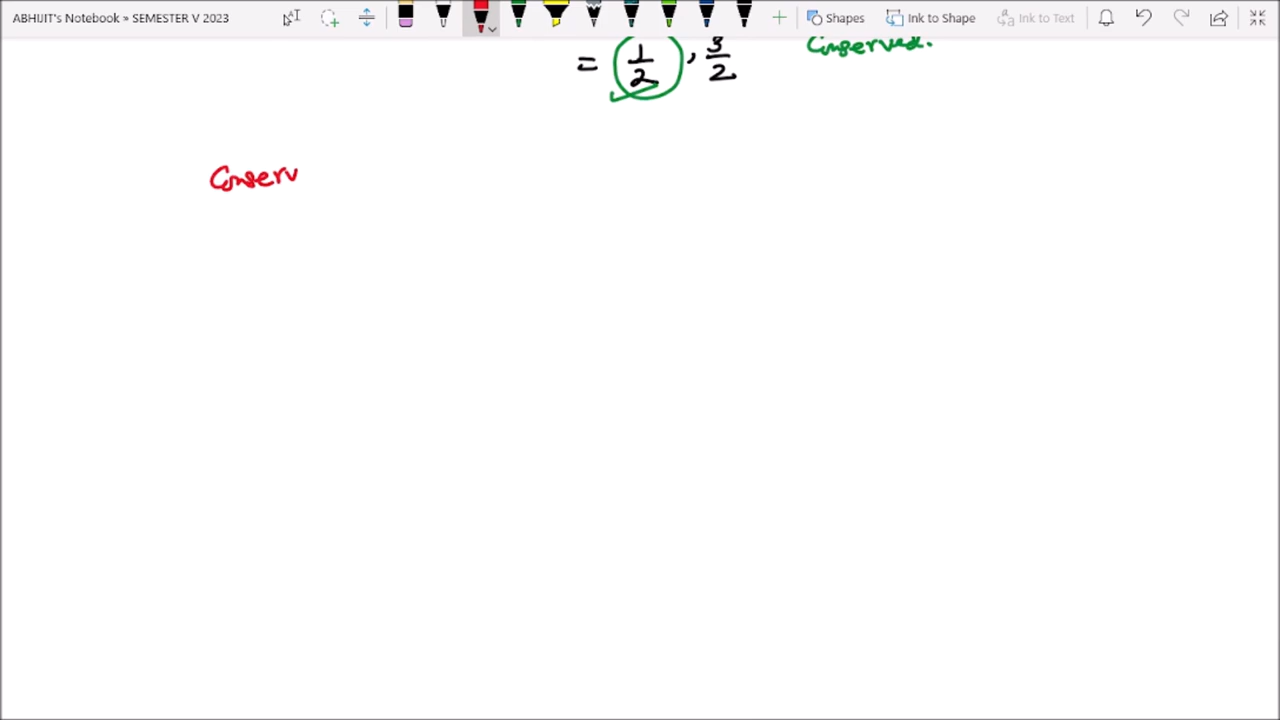 ABHIJIT's Notebook » SEMESTER V 2023
Shapes
Ink to Shape
Ink to Text
= 1/2 , 3/2
Conserved.
Conserv